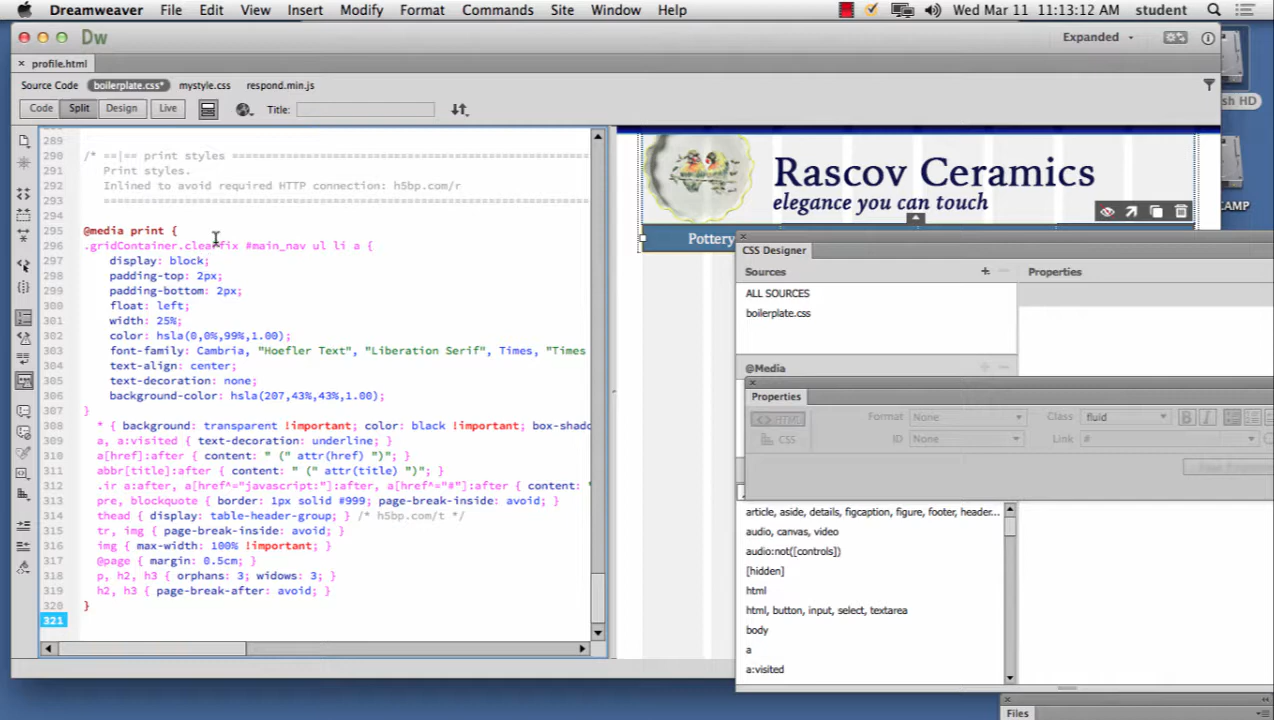 Dreamweaver File Edit View Insert Modify Format Commands Site Window Help Wed Mar 11 11:13:12 AM student
Dw Expanded
profile.html
Source Code boilerplate.css* mystyle.css respond.min.js
Code Split Design Live Title:
289
290 /* ==|== print styles ======================================================
291 Print styles.
292 Inlined to avoid required HTTP connection: h5bp.com/r
293 ==========================================================================
294
295 @media print {
296 .gridContainer.clearfix #main_nav ul li a {
297 display: block;
298 padding-top: 2px;
299 padding-bottom: 2px;
300 float: left;
301 width: 25%;
302 color: hsla(0,0%,99%,1.00);
303 font-family: Cambria, "Hoefler Text", "Liberation Serif", Times, "Times
304 text-align: center;
305 text-decoration: none;
306 background-color: hsla(207,43%,43%,1.00);
307 }
308 * { background: transparent !important; color: black !important; box-shado
309 a, a:visited { text-decoration: underline; }
310 a[href]:after { content: " (" attr(href) ")"; }
311 abbr[title]:after { content: " (" attr(title) ")"; }
312 .ir a:after, a[href^="javascript:"]:after, a[href^="#"]:after { content: "
313 pre, blockquote { border: 1px solid #999; page-break-inside: avoid; }
314 thead { display: table-header-group; } /* h5bp.com/t */
315 tr, img { page-break-inside: avoid; }
316 img { max-width: 100% !important; }
317 @page { margin: 0.5cm; }
318 p, h2, h3 { orphans: 3; widows: 3; }
319 h2, h3 { page-break-after: avoid; }
320 }
321
Rascov Ceramics
elegance you can touch
Pottery
CSS Designer
Sources + Properties
ALL SOURCES
boilerplate.css
@Media
Properties
HTML Format None Class fluid B I
CSS ID None Link #
article, aside, details, figcaption, figure, footer, header...
audio, canvas, video
audio:not([controls])
[hidden]
html
html, button, input, select, textarea
body
a
a:visited
Files
sh HD
CAMP